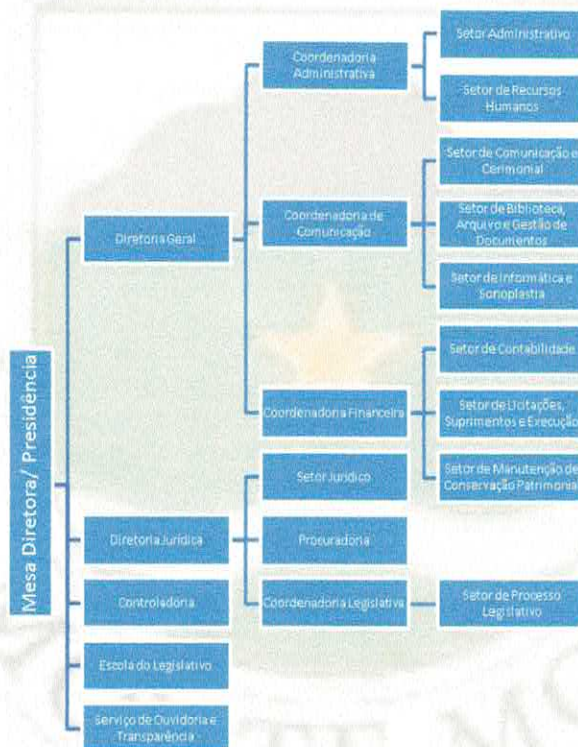 Setor Administrativo
Coordenadoria
Administrativa
Setor de Recursos
Humanos
Setor de Comunicação e
Cerimonial
Diretoria Geral
Coordenadoria de
Comunicação
Setor de Biblioteca,
Arquivo e Gestão de
Documentos
Setor de Informática e
Sonoplastia
Setor de Contabilidade
Coordenadoria Financeira
Setor de Licitações,
Suprimentos e Execução
Setor de Manutenção de
Conservação Patrimonial
Mesa Diretora/ Presidência
Setor Jurídico
Diretoria Jurídica
Procuradoria
Coordenadoria Legislativa
Setor de Processo
Legislativo
Controladoria
Escola do Legislativo
Serviço de Ouvidoria e
Transparência